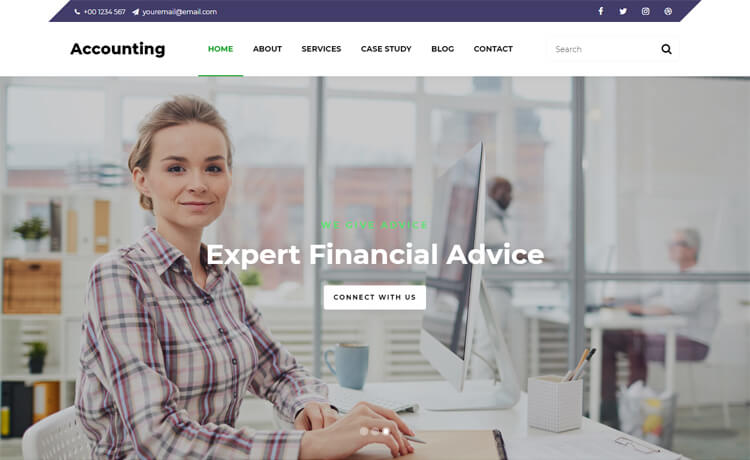 +00 1234 567 youremail@email.com
Accounting HOME ABOUT SERVICES CASE STUDY BLOG CONTACT Search
WE GIVE ADVICE
Expert Financial Advice
CONNECT WITH US